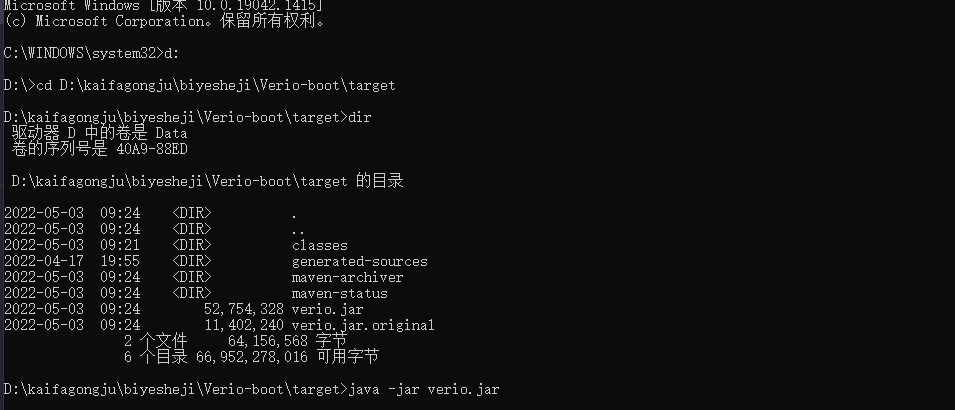 Microsoft Windows [版本 10.0.19042.1415]
(c) Microsoft Corporation。保留所有权利。
C:\WINDOWS\system32>d:
D:\>cd D:\kaifagongju\biyesheji\Verio-boot\target
D:\kaifagongju\biyesheji\Verio-boot\target>dir
 驱动器 D 中的卷是 Data
 卷的序列号是 40A9-88ED
 D:\kaifagongju\biyesheji\Verio-boot\target 的目录
2022-05-03  09:24    <DIR>          .
2022-05-03  09:24    <DIR>          ..
2022-05-03  09:21    <DIR>          classes
2022-04-17  19:55    <DIR>          generated-sources
2022-05-03  09:24    <DIR>          maven-archiver
2022-05-03  09:24    <DIR>          maven-status
2022-05-03  09:24        52,754,328 verio.jar
2022-05-03  09:24        11,402,240 verio.jar.original
               2 个文件     64,156,568 字节
               6 个目录 66,952,278,016 可用字节
D:\kaifagongju\biyesheji\Verio-boot\target>java -jar verio.jar